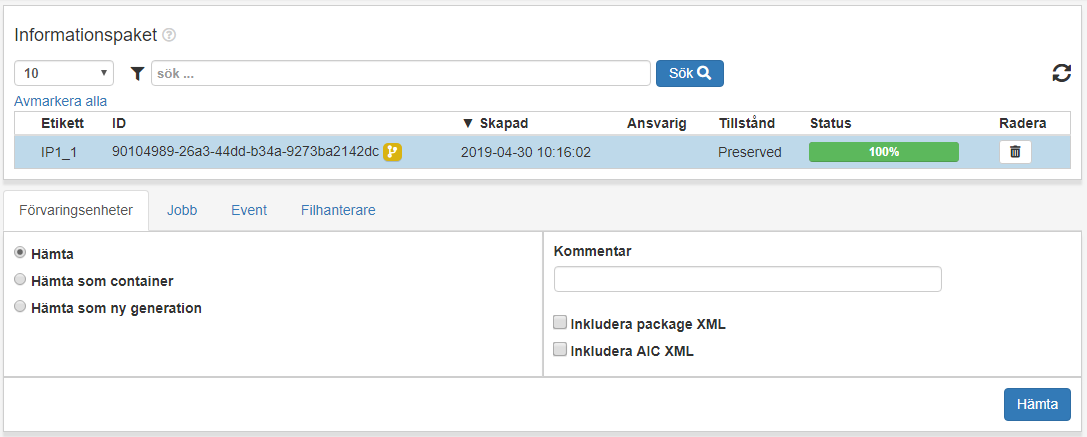 Informationspaket ?
10 ▼ sök ... Sök
Avmarkera alla
Etikett ID ▼ Skapad Ansvarig Tillstånd Status Radera
IP1_1 90104989-26a3-44dd-b34a-9273ba2142dc 2019-04-30 10:16:02 Preserved 100%
Förvaringsenheter Jobb Event Filhanterare
Hämta
Hämta som container
Hämta som ny generation
Kommentar
Inkludera package XML
Inkludera AIC XML
Hämta